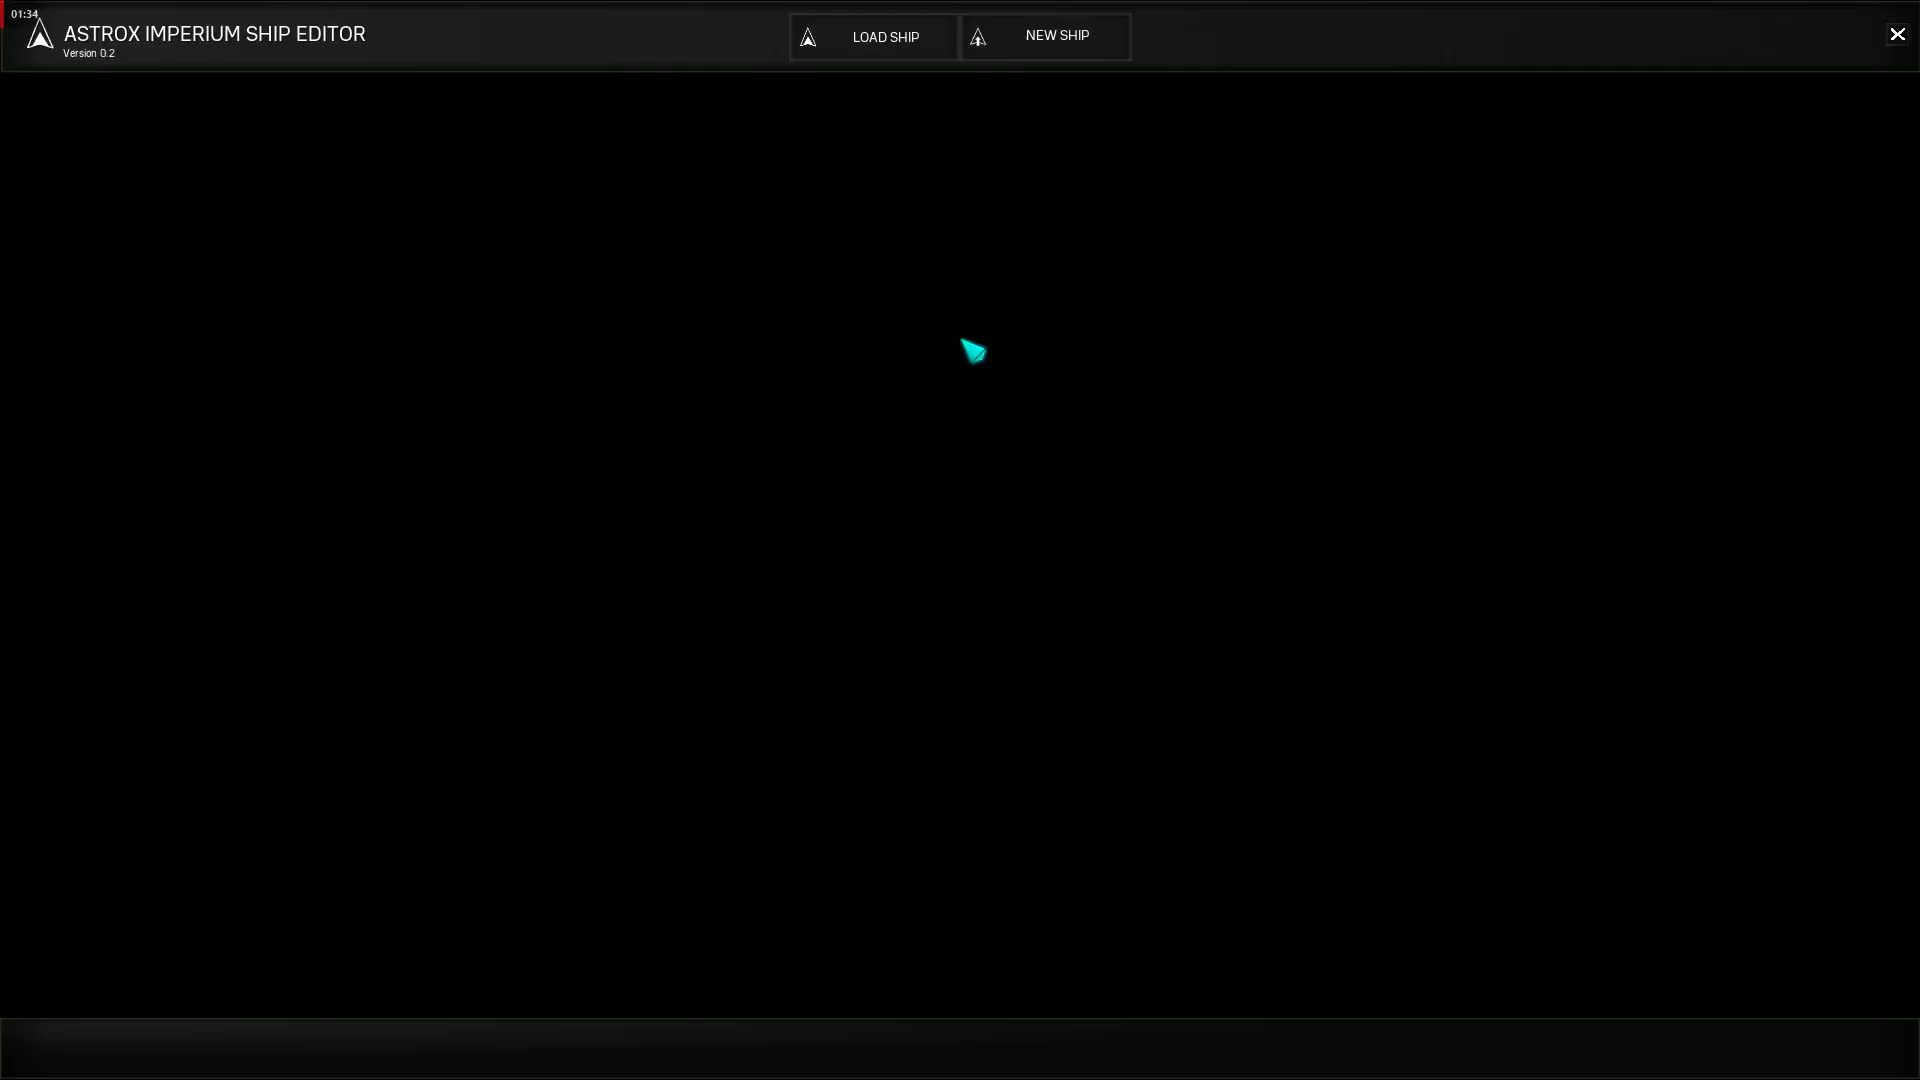 01:34
ASTROX IMPERIUM SHIP EDITOR
Version 0.2
LOAD SHIP
NEW SHIP